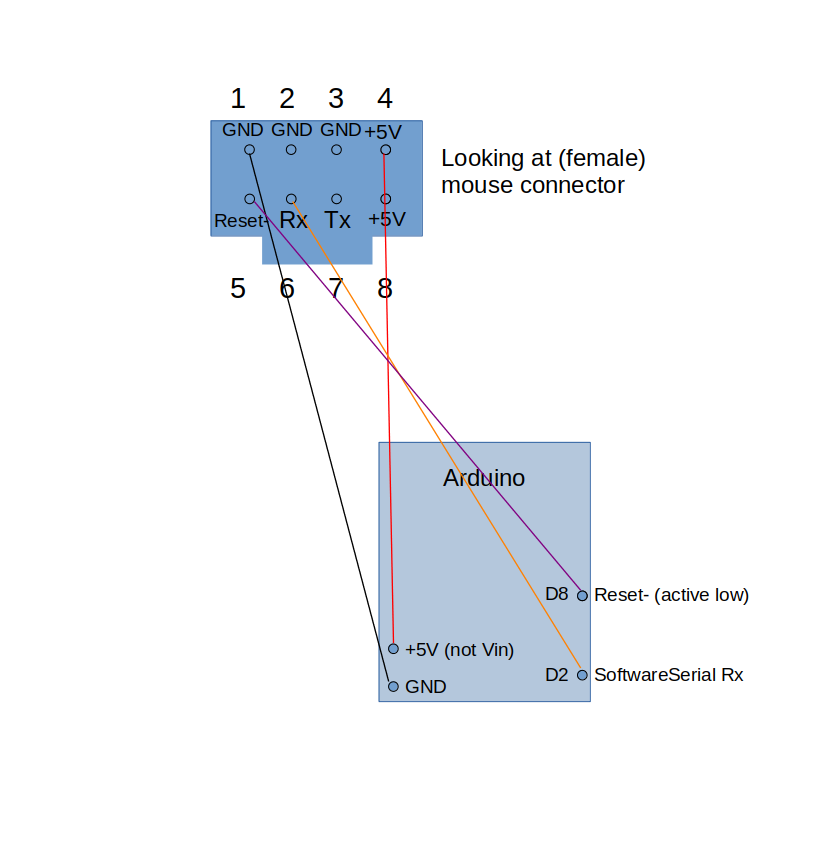 1 2 3 4
GND GND GND +5V
Looking at (female)
mouse connector
Reset- Rx Tx +5V
5 6 7 8
Arduino
D8 Reset- (active low)
+5V (not Vin)
D2 SoftwareSerial Rx
GND